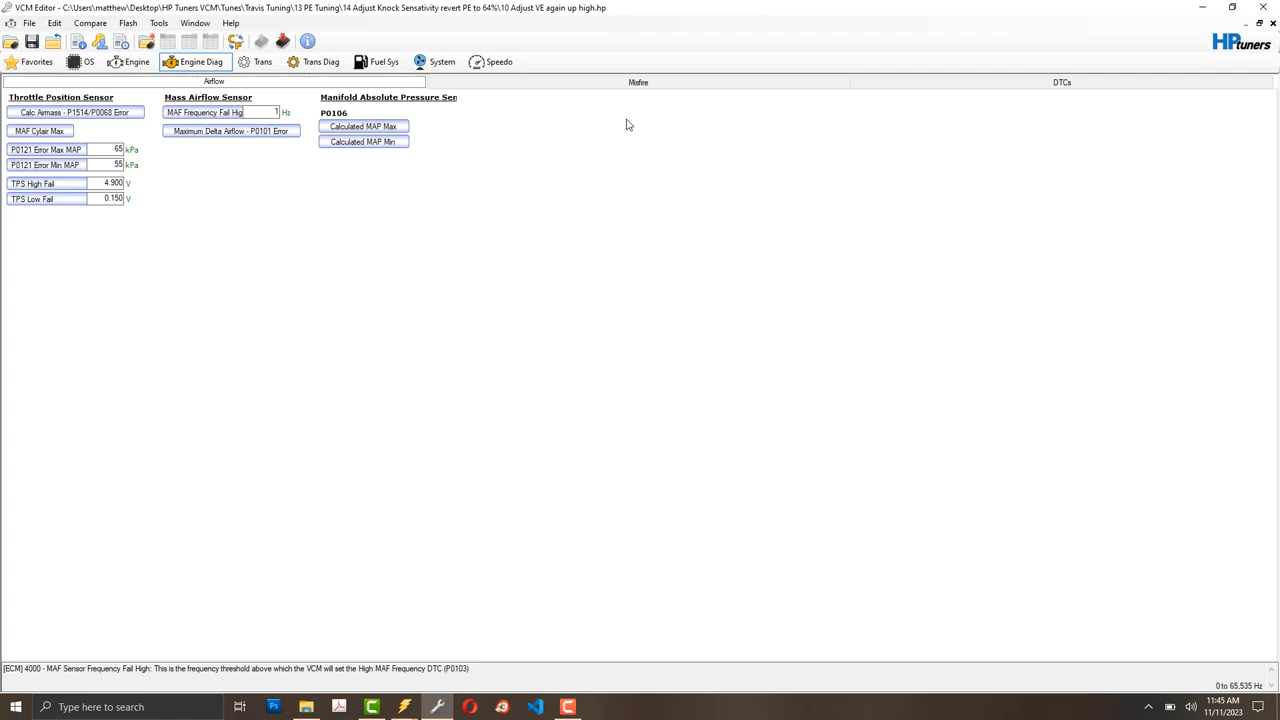 VCM Editor - C:\Users\matthew\Desktop\HP Tuners VCM\Tunes\Travis Tuning\13 PE Tuning\14 Adjust Knock Sensativity revert PE to 64%\10 Adjust VE again up high.hp
File Edit Compare Flash Tools Window Help
HPtuners
Favorites OS Engine Engine Diag Trans Trans Diag Fuel Sys System Speedo
Airflow Misfire DTCs
Throttle Position Sensor Mass Airflow Sensor Manifold Absolute Pressure Sen
Calc Airmass - P1514/P0068 Error MAF Frequency Fail Hig 1 Hz P0106
MAF Cylair Max Maximum Delta Airflow - P0101 Error Calculated MAP Max
P0121 Error Max MAP 65 kPa Calculated MAP Min
P0121 Error Min MAP 55 kPa
TPS High Fail 4.900 V
TPS Low Fail 0.150 V
[ECM] 4000 - MAF Sensor Frequency Fail High: This is the frequency threshold above which the VCM will set the High MAF Frequency DTC (P0103)
0 to 65,535 Hz
Type here to search
11:45 AM
11/11/2023